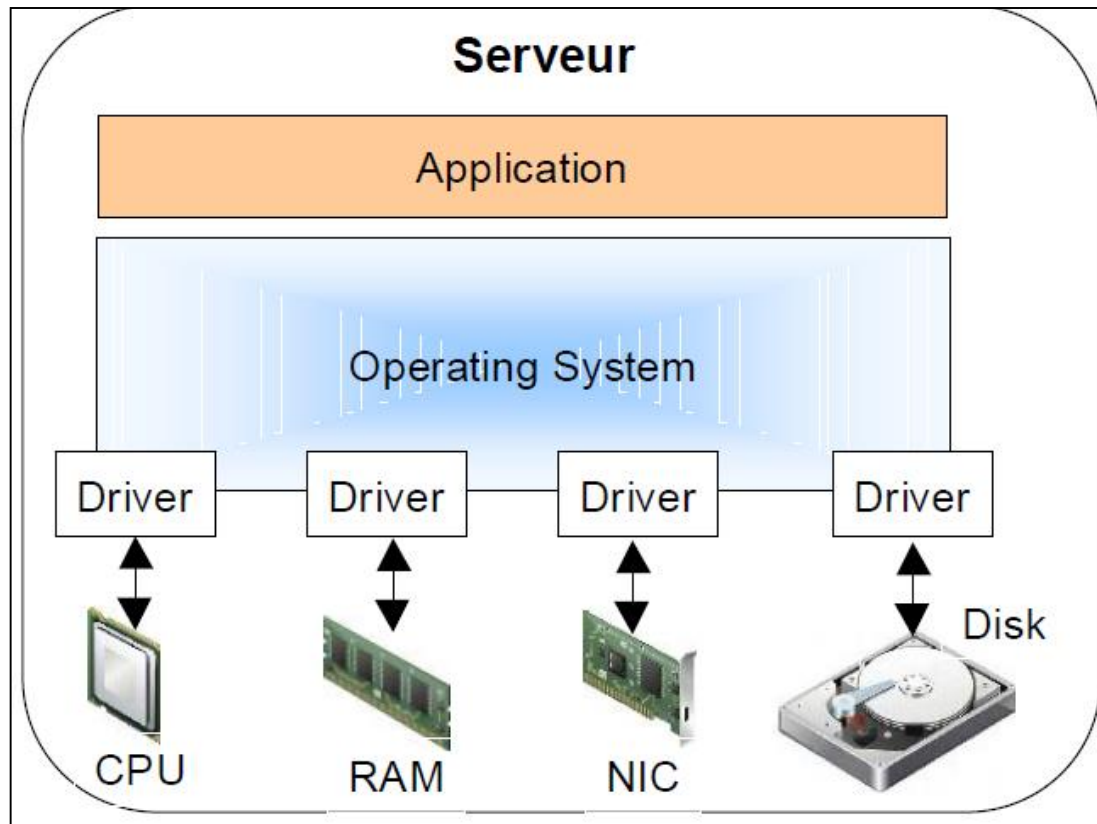 Serveur
Application
Operating System
Driver Driver Driver Driver
Disk
CPU RAM NIC